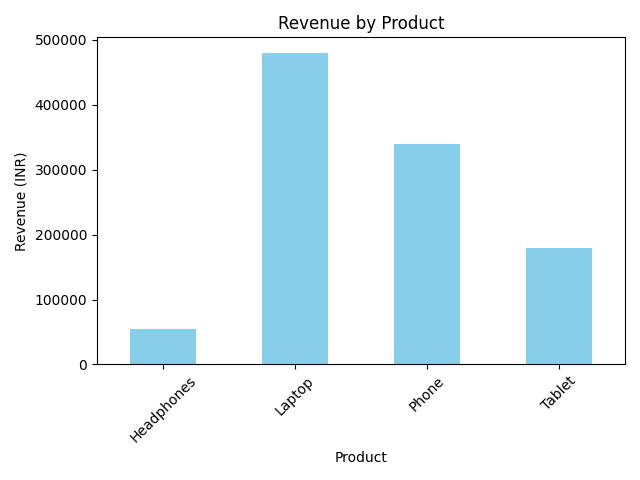 Revenue by Product
Revenue (INR)
500000
400000
300000
200000
100000
0
Headphones
Laptop
Phone
Tablet
Product